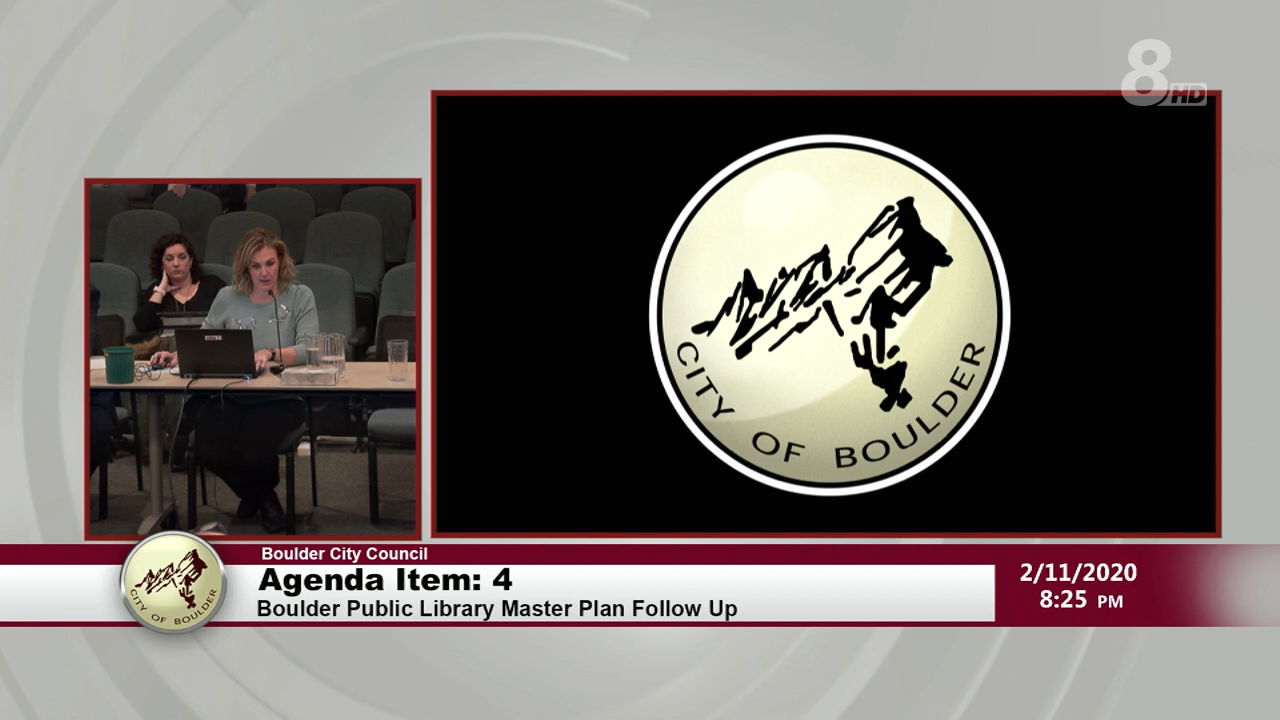 8HD
CITY OF BOULDER
Boulder City Council
Agenda Item: 4
Boulder Public Library Master Plan Follow Up
2/11/2020
8:25 PM
CITY OF BOULDER